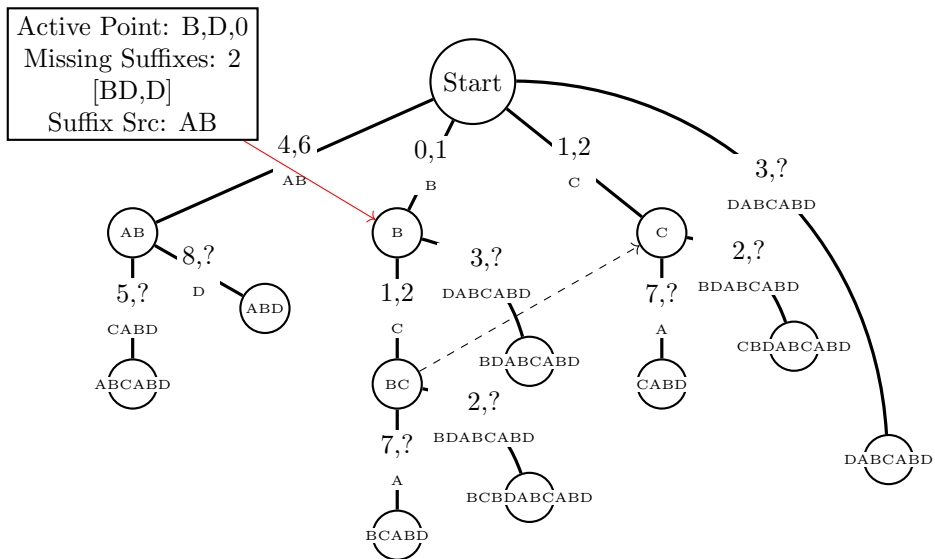 Active Point: B,D,0
Missing Suffixes: 2
[BD,D]
Suffix Src: AB
Start
4,6
AB
0,1
B
1,2
C
3,?
DABCABD
AB
B
C
8,?
D
3,?
DABCABD
2,?
BDABCABD
5,?
CABD
1,2
C
7,?
A
ABD
BDABCABD
CBDABCABD
ABCABD
BC
CABD
2,?
BDABCABD
7,?
A
DABCABD
BCBDABCABD
BCABD